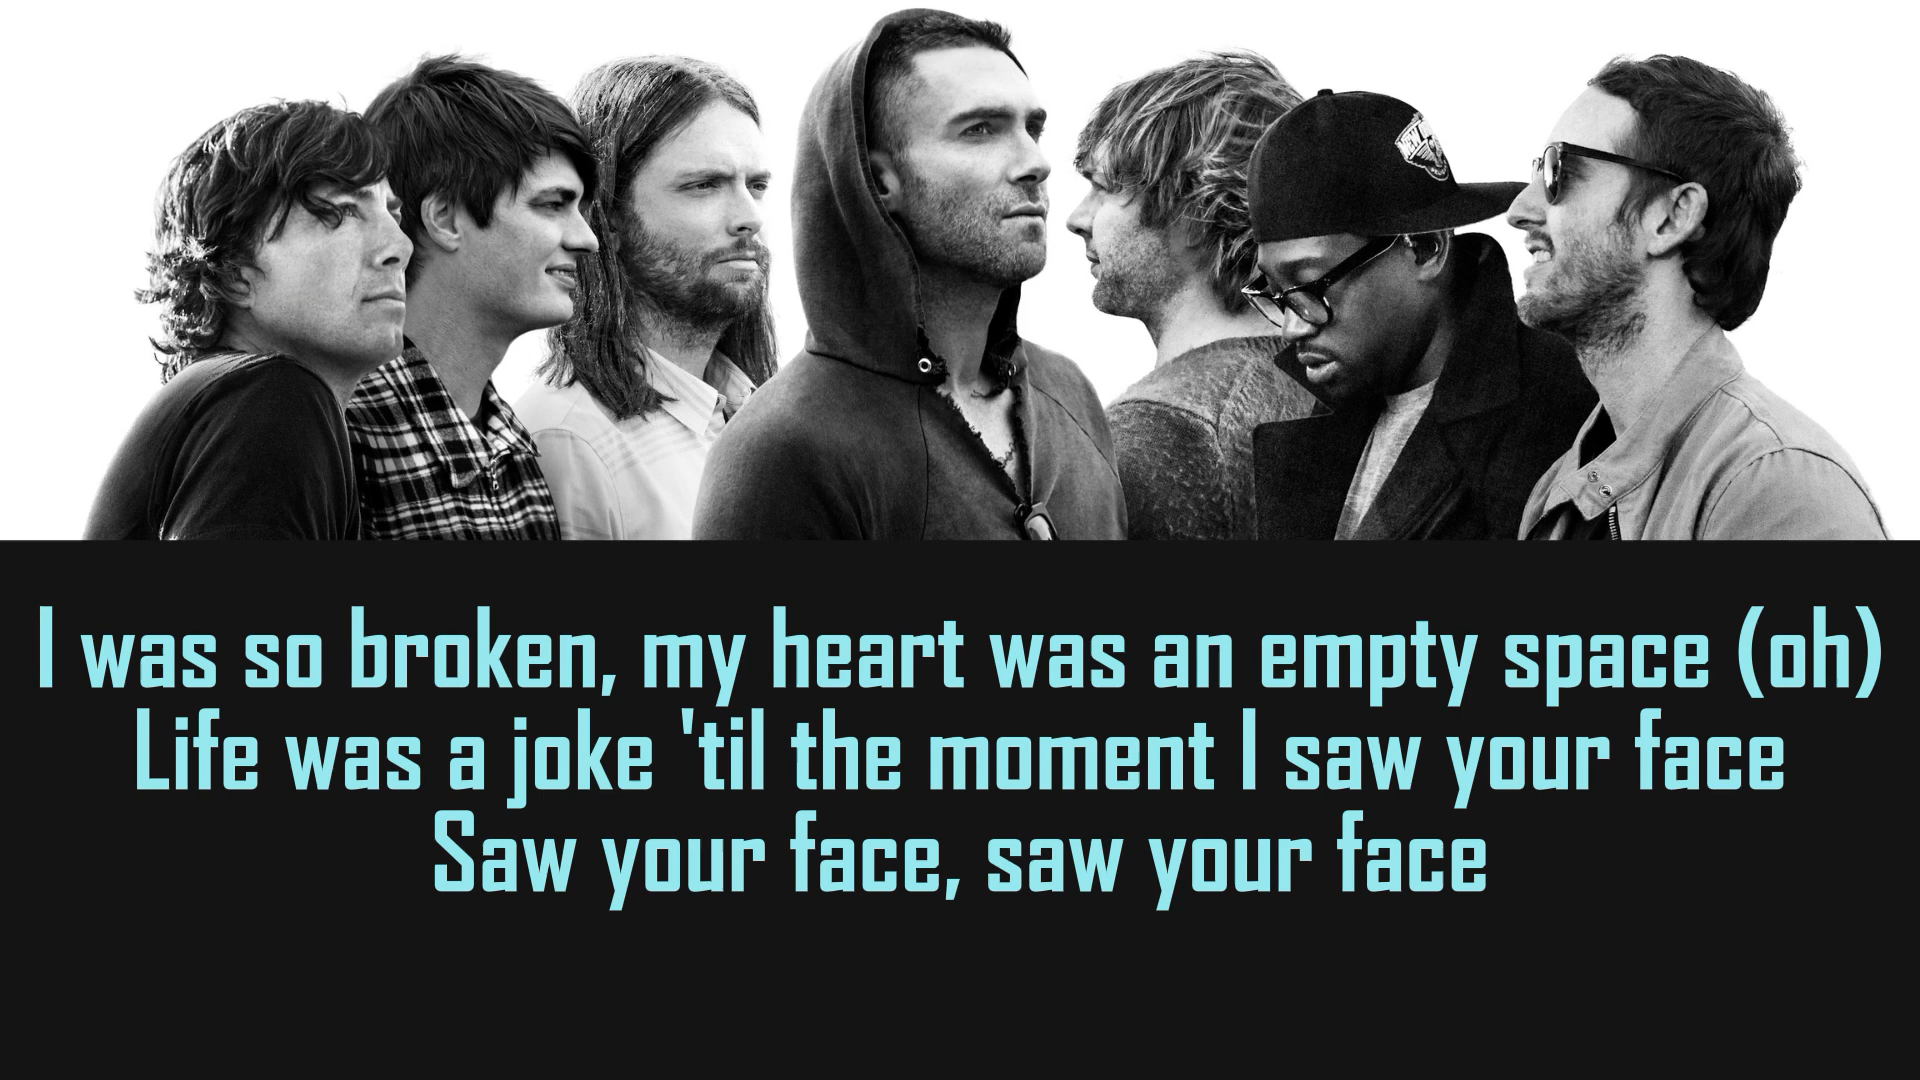 I was so broken, my heart was an empty space (oh)
Life was a joke 'til the moment I saw your face
Saw your face, saw your face